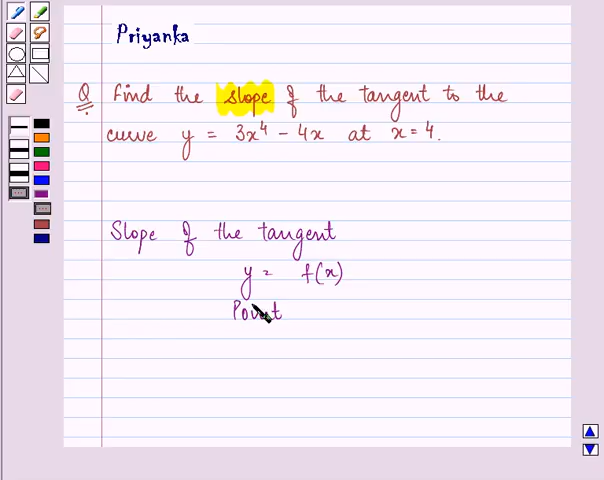 Priyanka
Q Find the slope of the tangent to the
curve y = 3x⁴ - 4x at x = 4.
Slope of the tangent
y = f(x)
Point